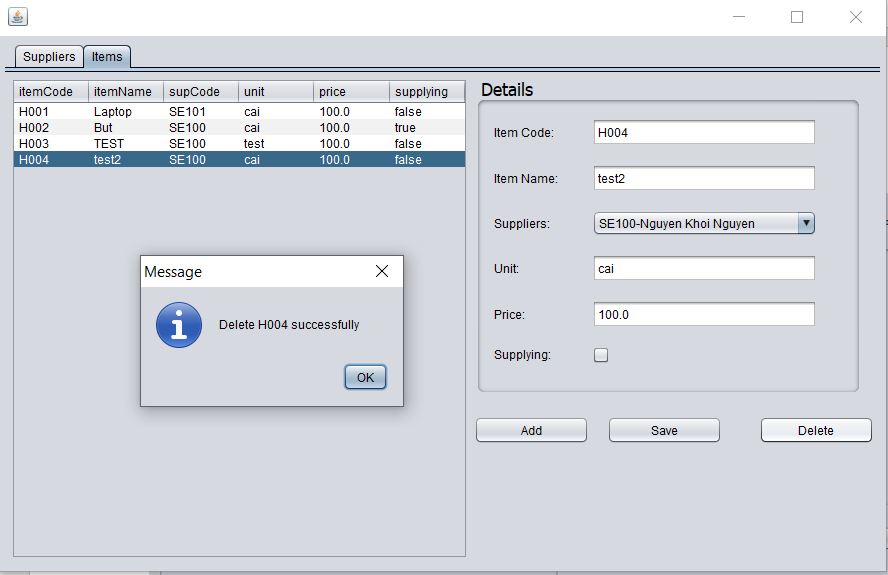 Suppliers Items
itemCode itemName supCode unit price supplying
H001 Laptop SE101 cai 100.0 false
H002 But SE100 cai 100.0 true
H003 TEST SE100 test 100.0 false
H004 test2 SE100 cai 100.0 false
Message
Delete H004 successfully
OK
Details
Item Code: H004
Item Name: test2
Suppliers: SE100-Nguyen Khoi Nguyen
Unit: cai
Price: 100.0
Supplying:
Add Save Delete